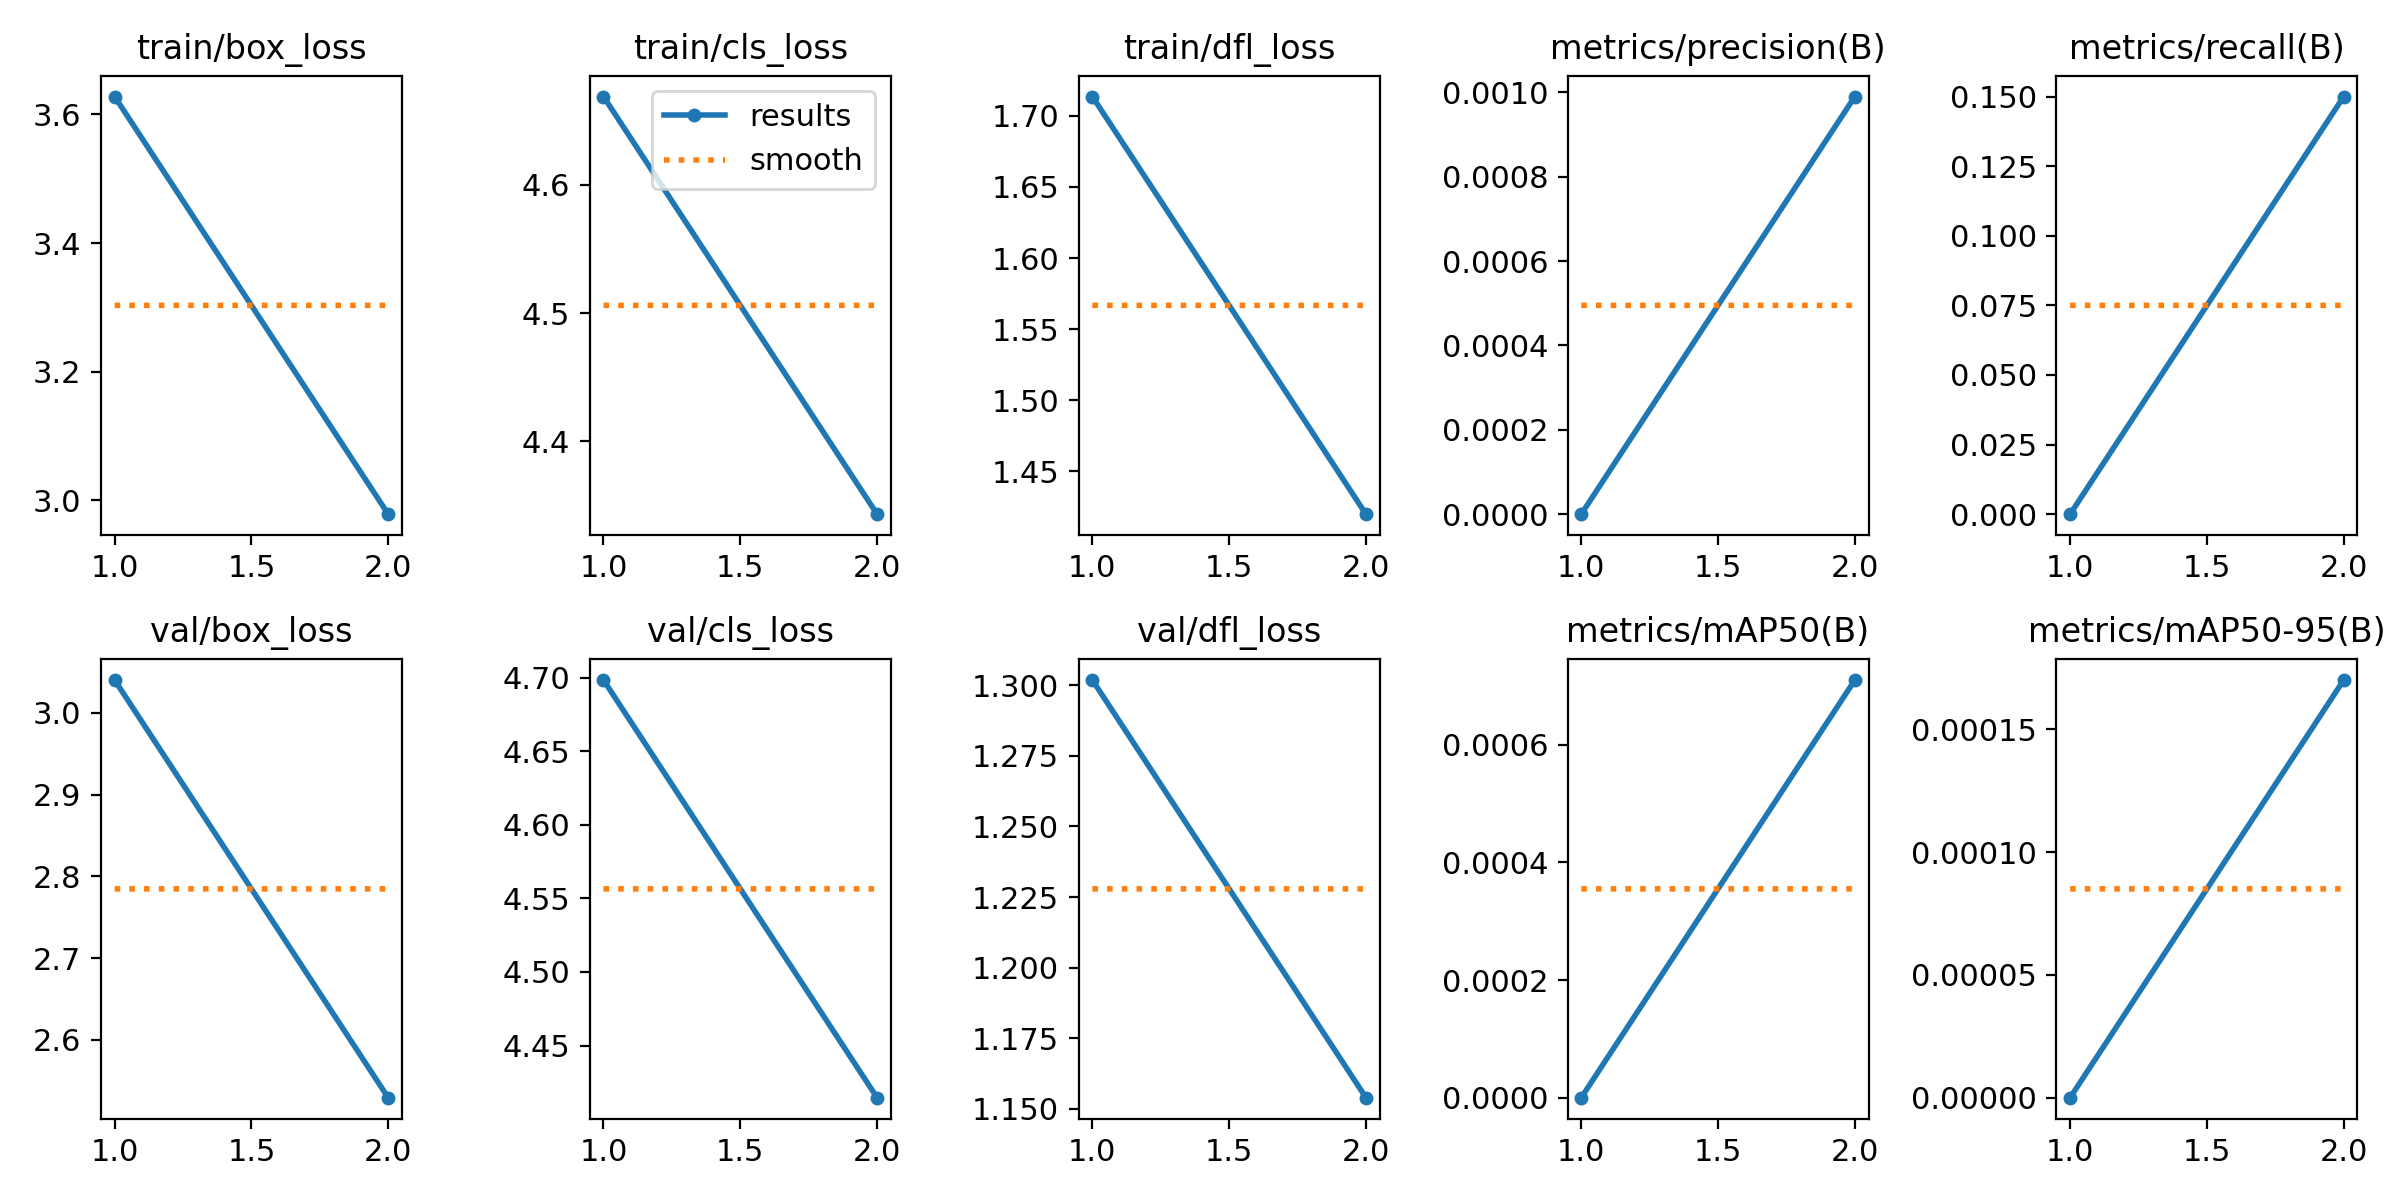 train/box_loss
3.6
3.4
3.2
3.0
1.0 1.5 2.0
train/cls_loss
results
smooth
4.6
4.5
4.4
1.0 1.5 2.0
train/dfl_loss
1.70
1.65
1.60
1.55
1.50
1.45
1.0 1.5 2.0
metrics/precision(B)
0.0010
0.0008
0.0006
0.0004
0.0002
0.0000
1.0 1.5 2.0
metrics/recall(B)
0.150
0.125
0.100
0.075
0.050
0.025
0.000
1.0 1.5 2.0
val/box_loss
3.0
2.9
2.8
2.7
2.6
1.0 1.5 2.0
val/cls_loss
4.70
4.65
4.60
4.55
4.50
4.45
1.0 1.5 2.0
val/dfl_loss
1.300
1.275
1.250
1.225
1.200
1.175
1.150
1.0 1.5 2.0
metrics/mAP50(B)
0.0006
0.0004
0.0002
0.0000
1.0 1.5 2.0
metrics/mAP50-95(B)
0.00015
0.00010
0.00005
0.00000
1.0 1.5 2.0